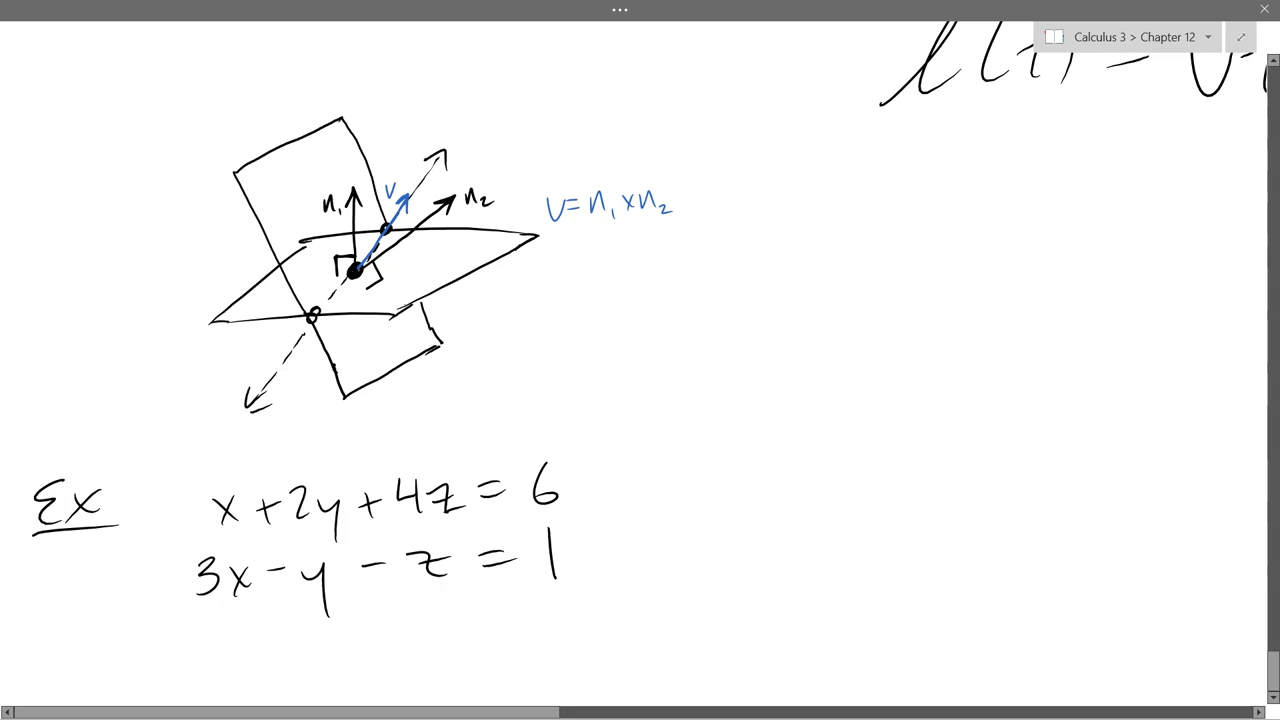 Calculus 3 > Chapter 12
n₁
v
n₂
v = n₁ × n₂
Ex
x + 2y + 4z = 6
3x - y - z = 1